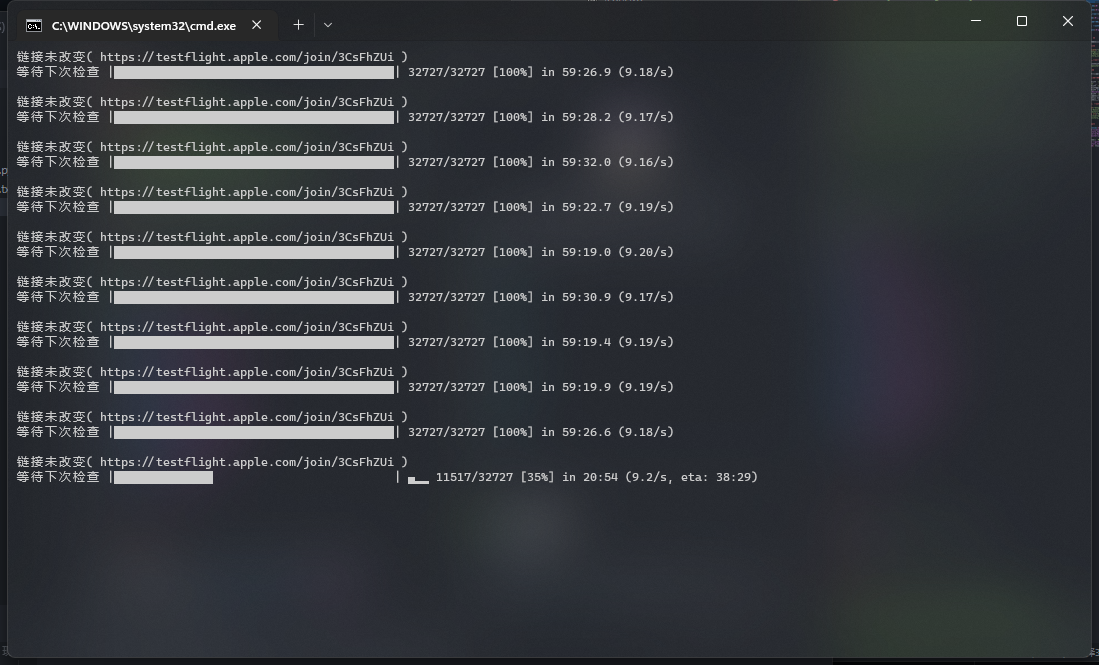 C:\WINDOWS\system32\cmd.exe
链接未改变( https://testflight.apple.com/join/3CsFhZUi )
等待下次检查 | | 32727/32727 [100%] in 59:26.9 (9.18/s)
链接未改变( https://testflight.apple.com/join/3CsFhZUi )
等待下次检查 | | 32727/32727 [100%] in 59:28.2 (9.17/s)
链接未改变( https://testflight.apple.com/join/3CsFhZUi )
等待下次检查 | | 32727/32727 [100%] in 59:32.0 (9.16/s)
链接未改变( https://testflight.apple.com/join/3CsFhZUi )
等待下次检查 | | 32727/32727 [100%] in 59:22.7 (9.19/s)
链接未改变( https://testflight.apple.com/join/3CsFhZUi )
等待下次检查 | | 32727/32727 [100%] in 59:19.0 (9.20/s)
链接未改变( https://testflight.apple.com/join/3CsFhZUi )
等待下次检查 | | 32727/32727 [100%] in 59:30.9 (9.17/s)
链接未改变( https://testflight.apple.com/join/3CsFhZUi )
等待下次检查 | | 32727/32727 [100%] in 59:19.4 (9.19/s)
链接未改变( https://testflight.apple.com/join/3CsFhZUi )
等待下次检查 | | 32727/32727 [100%] in 59:19.9 (9.19/s)
链接未改变( https://testflight.apple.com/join/3CsFhZUi )
等待下次检查 | | 32727/32727 [100%] in 59:26.6 (9.18/s)
链接未改变( https://testflight.apple.com/join/3CsFhZUi )
等待下次检查 | | 11517/32727 [35%] in 20:54 (9.2/s, eta: 38:29)